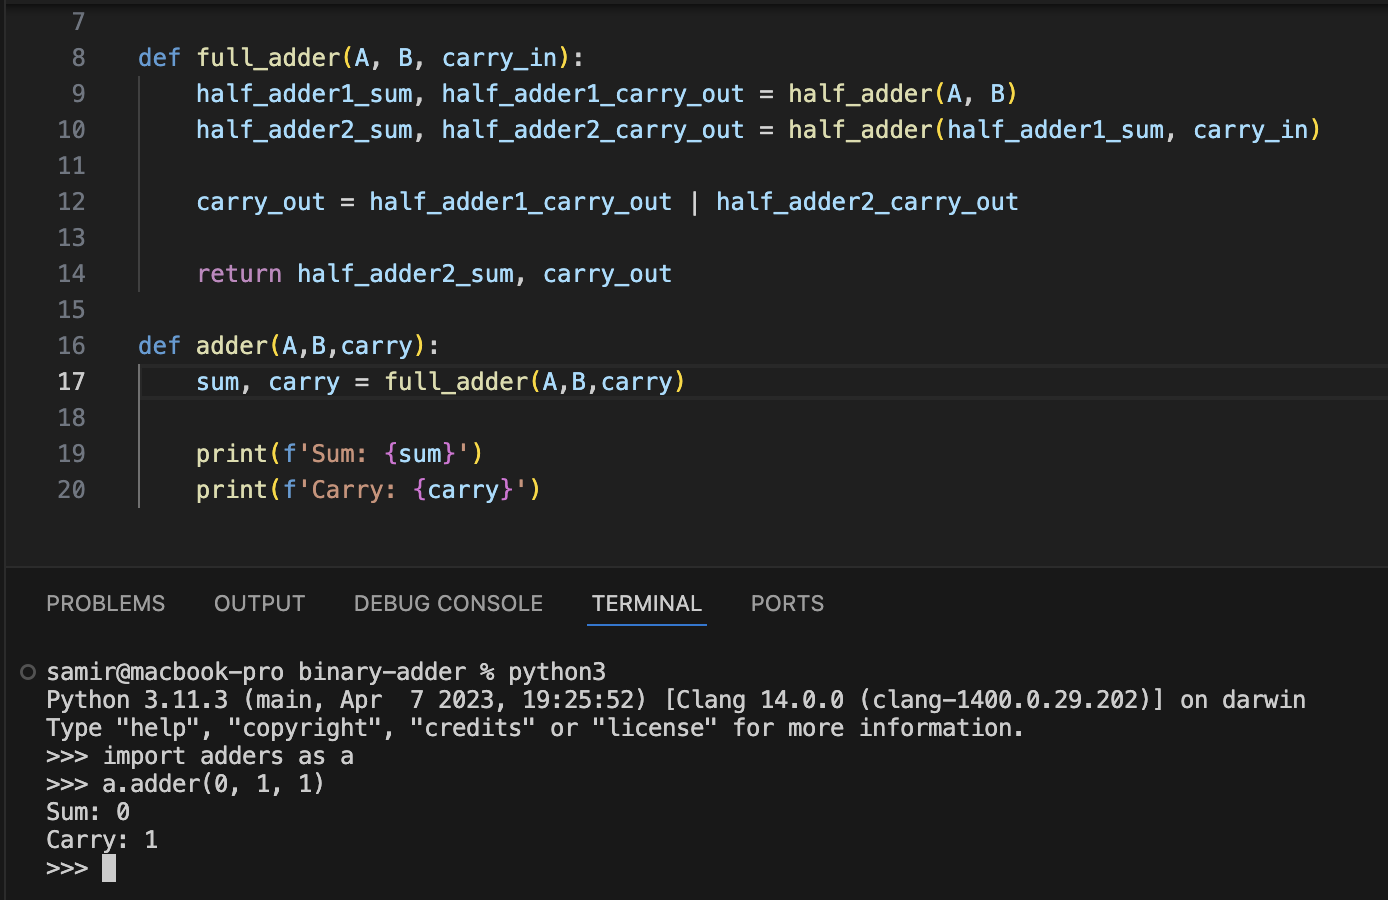 7
8 def full_adder(A, B, carry_in):
9 half_adder1_sum, half_adder1_carry_out = half_adder(A, B)
10 half_adder2_sum, half_adder2_carry_out = half_adder(half_adder1_sum, carry_in)
11
12 carry_out = half_adder1_carry_out | half_adder2_carry_out
13
14 return half_adder2_sum, carry_out
15
16 def adder(A,B,carry):
17 sum, carry = full_adder(A,B,carry)
18
19 print(f'Sum: {sum}')
20 print(f'Carry: {carry}')
PROBLEMS OUTPUT DEBUG CONSOLE TERMINAL PORTS
samir@macbook-pro binary-adder % python3
Python 3.11.3 (main, Apr  7 2023, 19:25:52) [Clang 14.0.0 (clang-1400.0.29.202)] on darwin
Type "help", "copyright", "credits" or "license" for more information.
>>> import adders as a
>>> a.adder(0, 1, 1)
Sum: 0
Carry: 1
>>>